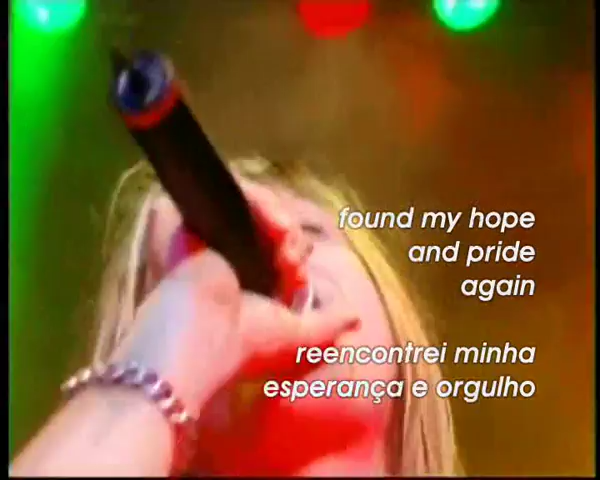 found my hope
and pride
again
reencontrei minha
esperança e orgulho